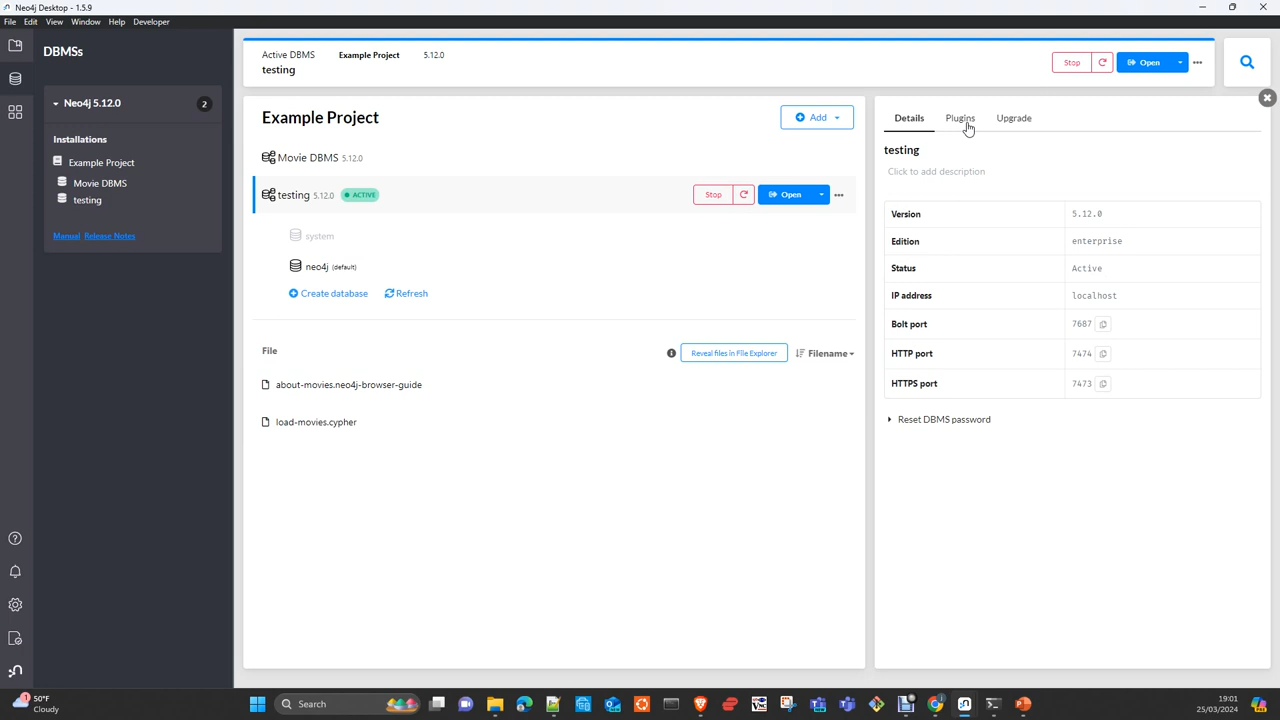 Neo4j Desktop - 1.5.9
File Edit View Window Help Developer
DBMSs
Neo4j 5.12.0 2
Installations
Example Project
Movie DBMS
testing
Manual Release Notes
Active DBMS Example Project 5.12.0
testing
Stop Open
Example Project
Add
Movie DBMS 5.12.0
testing 5.12.0 ACTIVE Stop Open
system
neo4j (default)
Create database Refresh
File Reveal files in File Explorer Filename
about-movies.neo4j-browser-guide
load-movies.cypher
Details Plugins Upgrade
testing
Click to add description
Version 5.12.0
Edition enterprise
Status Active
IP address localhost
Bolt port 7687
HTTP port 7474
HTTPS port 7473
Reset DBMS password
1 50°F
Cloudy
Search
19:01
25/03/2024